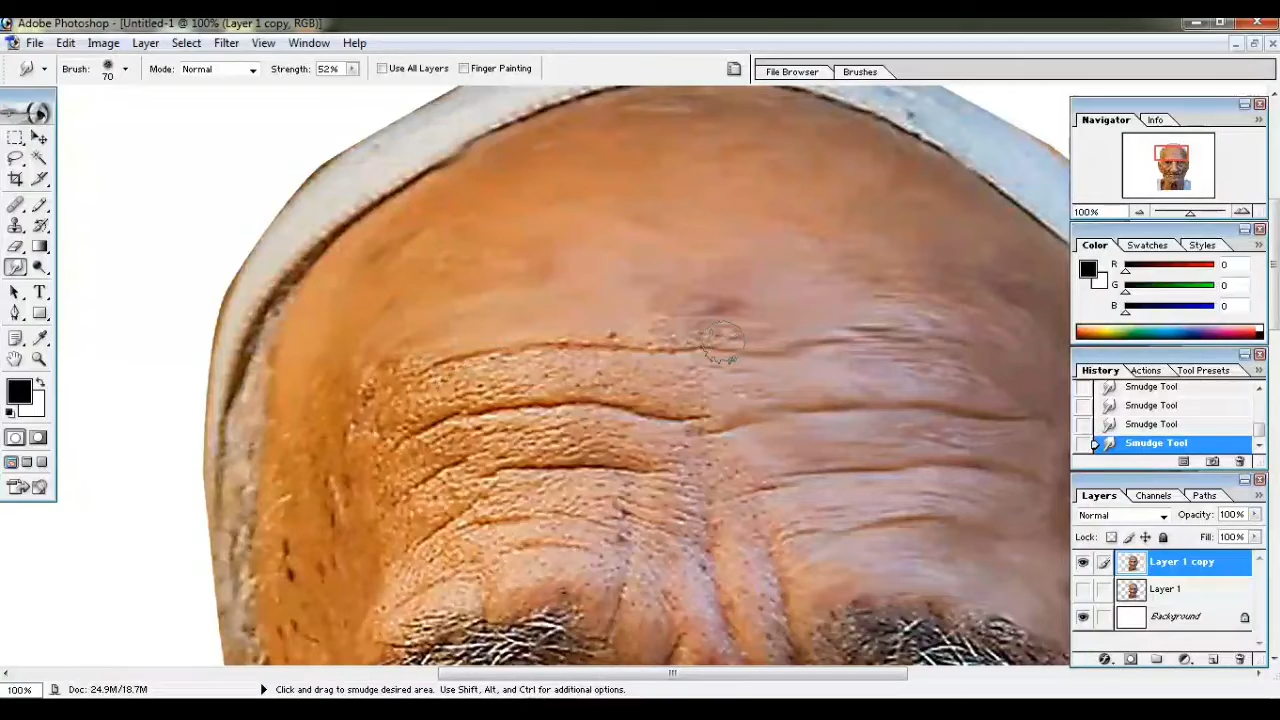 Adobe Photoshop - [Untitled-1 @ 100% (Layer 1 copy, RGB)]
File Edit Image Layer Select Filter View Window Help
Brush: 70 Mode: Normal Strength: 52% Use All Layers Finger Painting File Browser Brushes
Navigator Info
100%
Color Swatches Styles
R 0
G 0
B 0
History Actions Tool Presets
Smudge Tool
Smudge Tool
Smudge Tool
Smudge Tool
Layers Channels Paths
Normal Opacity: 100%
Lock: Fill: 100%
Layer 1 copy
Layer 1
Background
100% Doc: 24.9M/18.7M Click and drag to smudge desired area. Use Shift, Alt, and Ctrl for additional options.